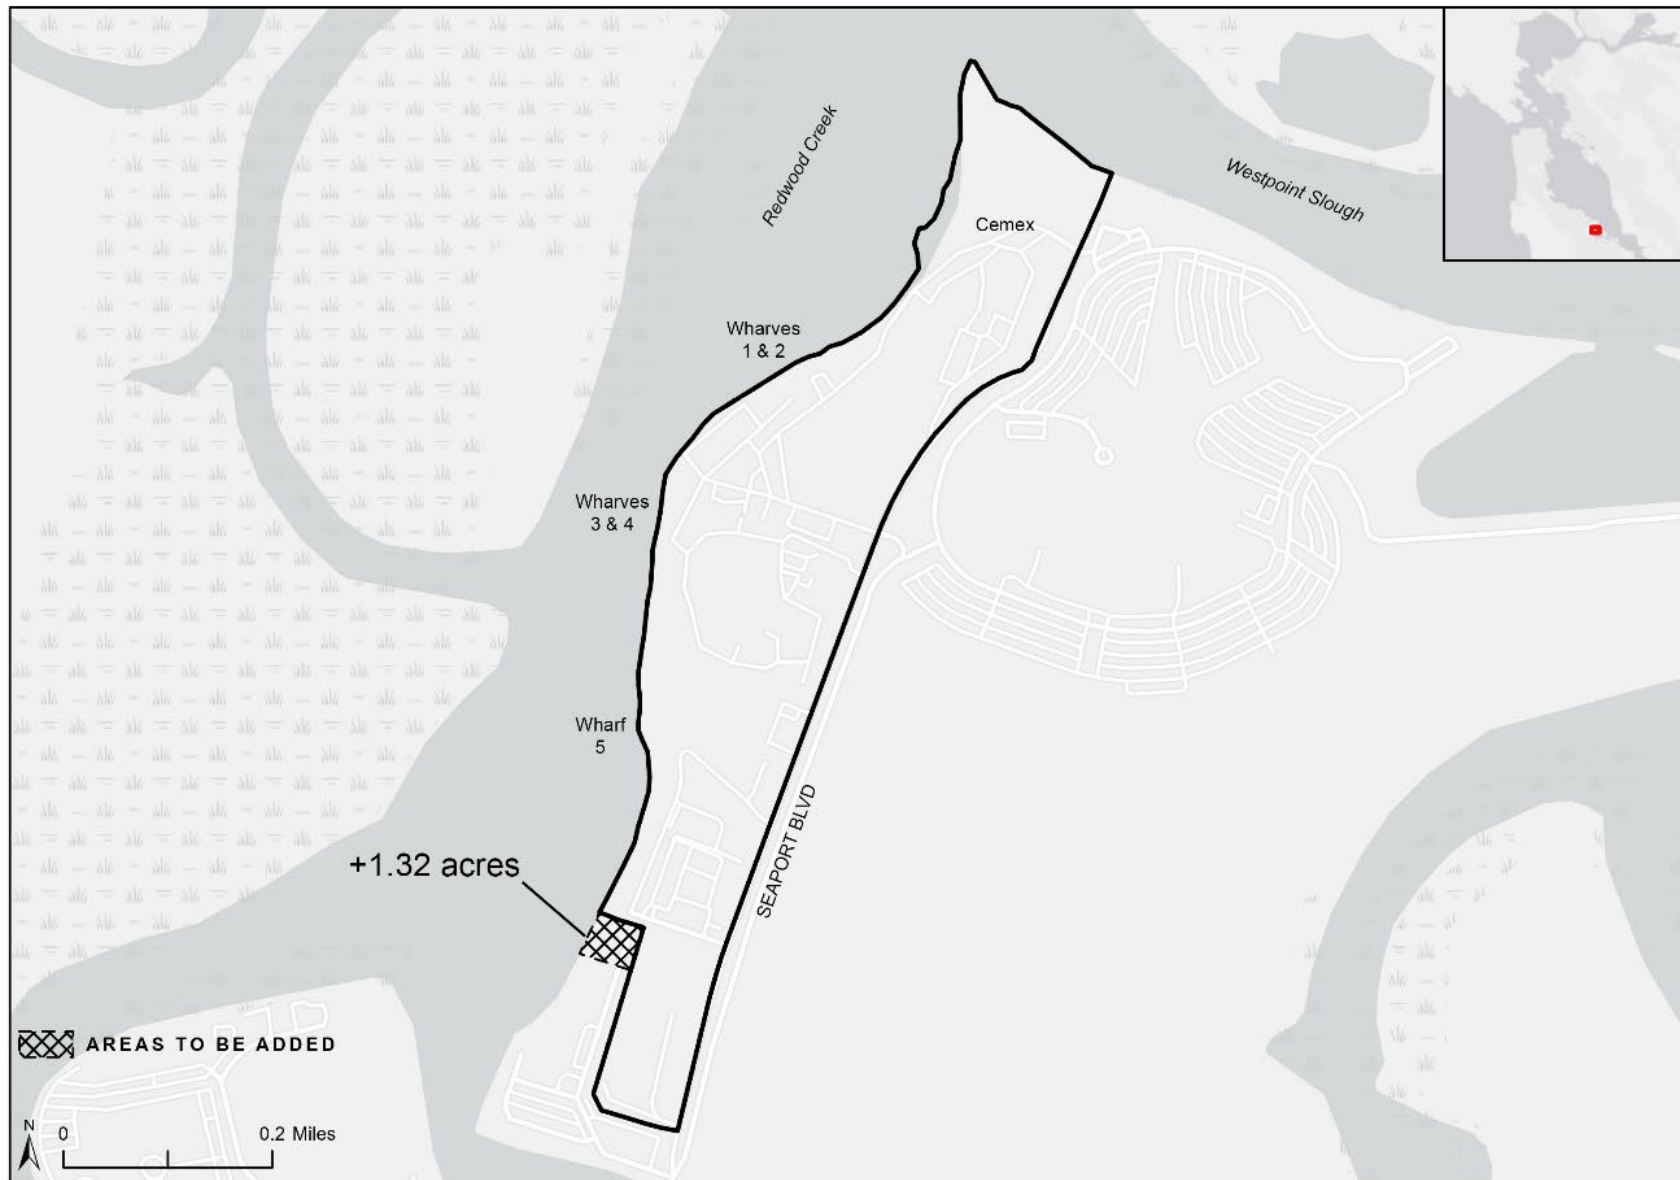 Redwood Creek
Westpoint Slough
Cemex
Wharves
1 & 2
Wharves
3 & 4
Wharf
5
SEAPORT BLVD
+1.32 acres
AREAS TO BE ADDED
N
0
0.2 Miles